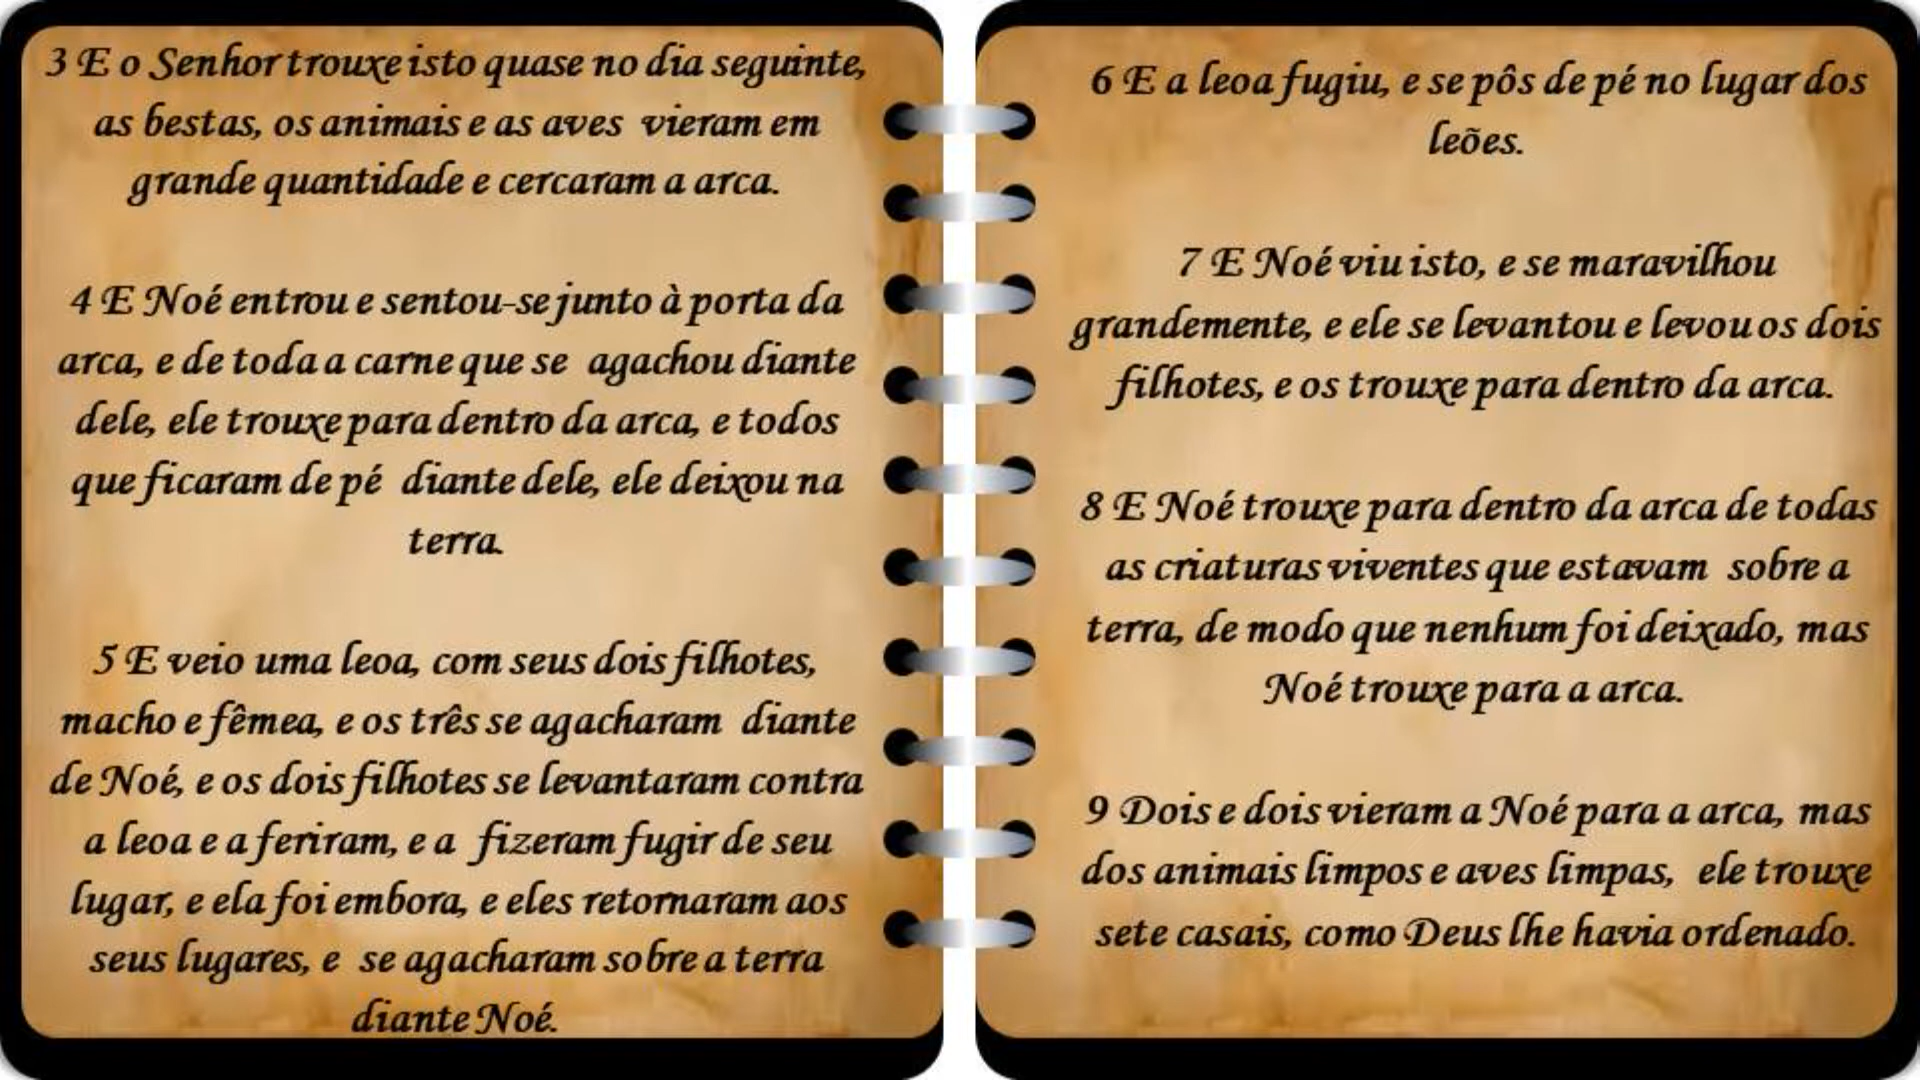 3 E o Senhor trouxe isto quase no dia seguinte,
as bestas, os animais e as aves vieram em
grande quantidade e cercaram a arca.
4 E Noé entrou e sentou-se junto à porta da
arca, e de toda a carne que se agachou diante
dele, ele trouxe para dentro da arca, e todos
que ficaram de pé diante dele, ele deixou na
terra.
5 E veio uma leoa, com seus dois filhotes,
macho e fêmea, e os três se agacharam diante
de Noé, e os dois filhotes se levantaram contra
a leoa e a feriram, e a fizeram fugir de seu
lugar, e ela foi embora, e eles retornaram aos
seus lugares, e se agacharam sobre a terra
diante Noé.
6 E a leoa fugiu, e se pôs de pé no lugar dos
leões.
7 E Noé viu isto, e se maravilhou
grandemente, e ele se levantou e levou os dois
filhotes, e os trouxe para dentro da arca.
8 E Noé trouxe para dentro da arca de todas
as criaturas viventes que estavam sobre a
terra, de modo que nenhum foi deixado, mas
Noé trouxe para a arca.
9 Dois e dois vieram a Noé para a arca, mas
dos animais limpos e aves limpas, ele trouxe
sete casais, como Deus lhe havia ordenado.